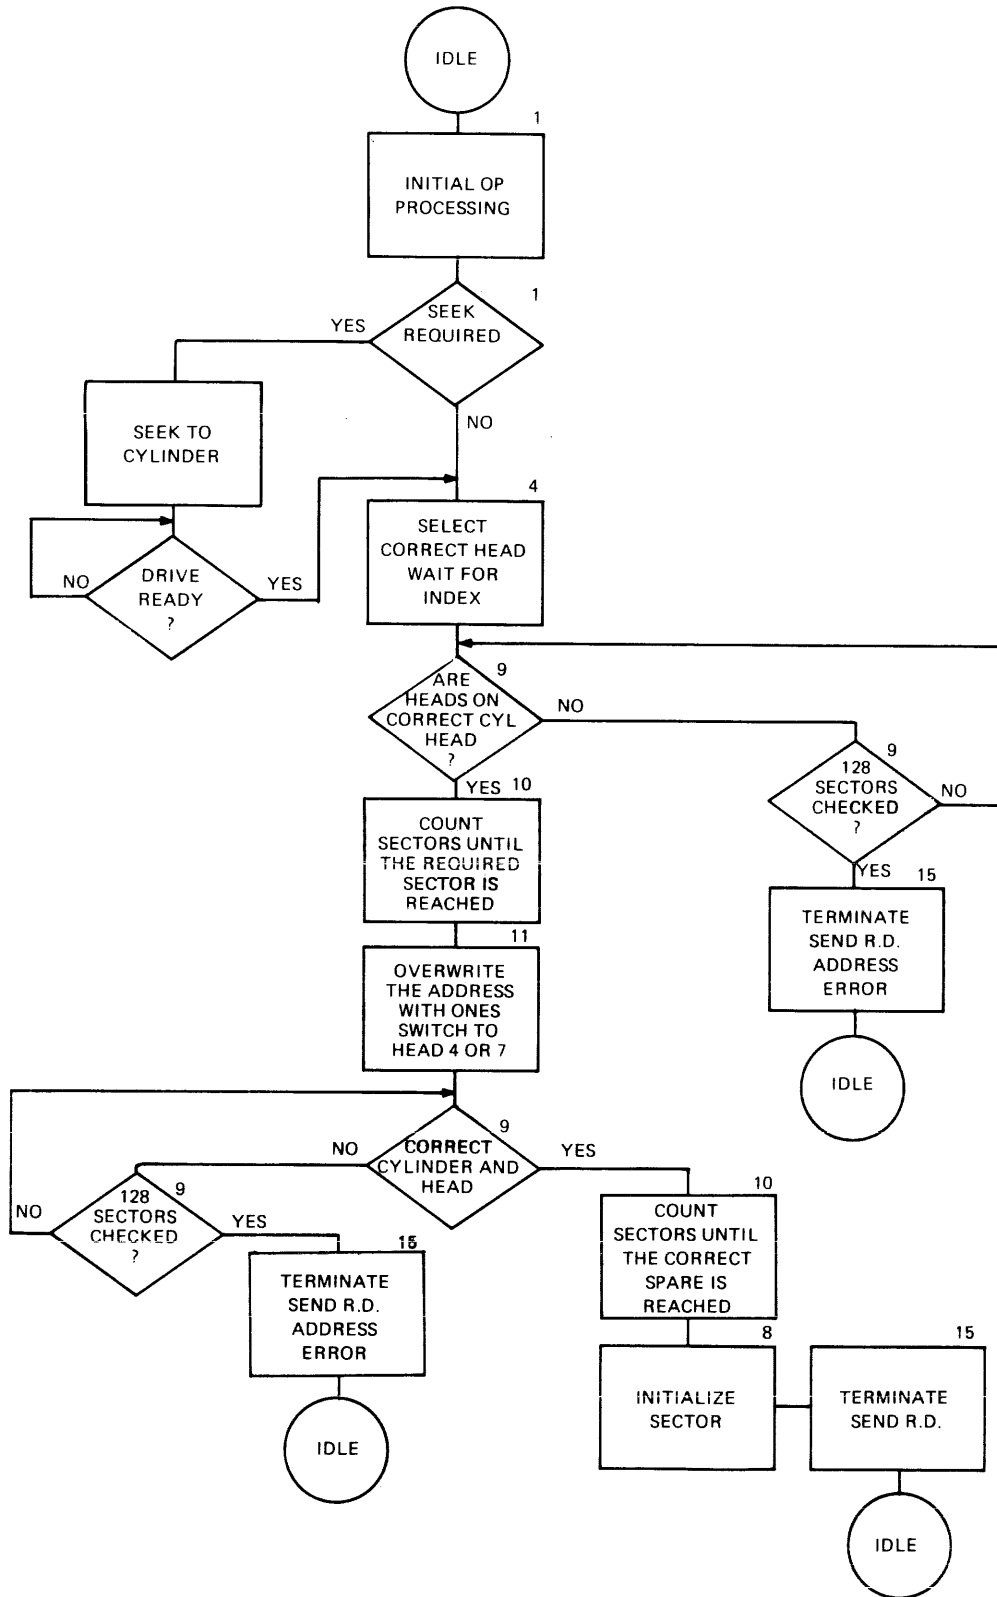 IDLE
1
INITIAL OP
PROCESSING
1
SEEK
REQUIRED
YES
NO
SEEK TO
CYLINDER
4
SELECT
CORRECT HEAD
WAIT FOR
INDEX
DRIVE
READY
?
NO
YES
9
ARE
HEADS ON
CORRECT CYL
HEAD
?
NO
YES
9
128
SECTORS
CHECKED
?
NO
YES
10
COUNT
SECTORS UNTIL
THE REQUIRED
SECTOR IS
REACHED
15
TERMINATE
SEND R.D.
ADDRESS
ERROR
IDLE
11
OVERWRITE
THE ADDRESS
WITH ONES
SWITCH TO
HEAD 4 OR 7
9
CORRECT
CYLINDER AND
HEAD
NO
YES
9
128
SECTORS
CHECKED
?
NO
YES
15
TERMINATE
SEND R.D.
ADDRESS
ERROR
IDLE
10
COUNT
SECTORS UNTIL
THE CORRECT
SPARE IS
REACHED
8
INITIALIZE
SECTOR
15
TERMINATE
SEND R.D.
IDLE